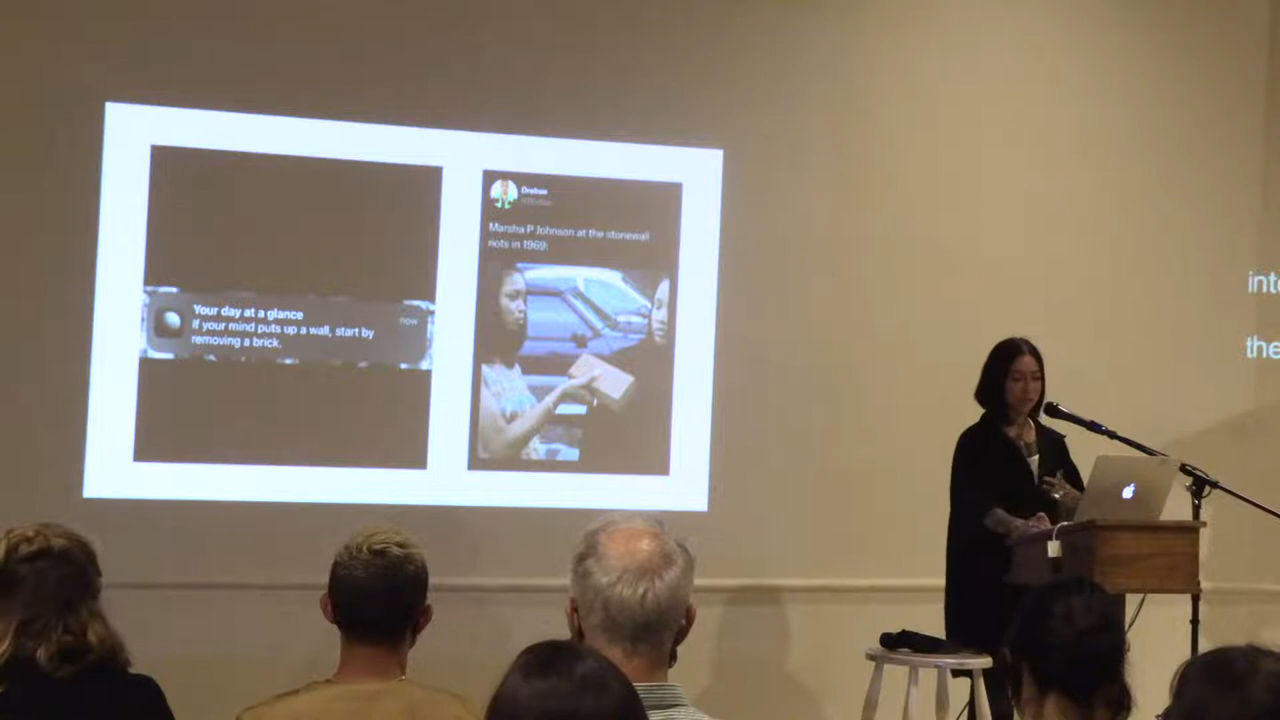 Your day at a glance
now
If your mind puts up a wall, start by
removing a brick.
Marsha P Johnson at the stonewall
riots in 1969:
the